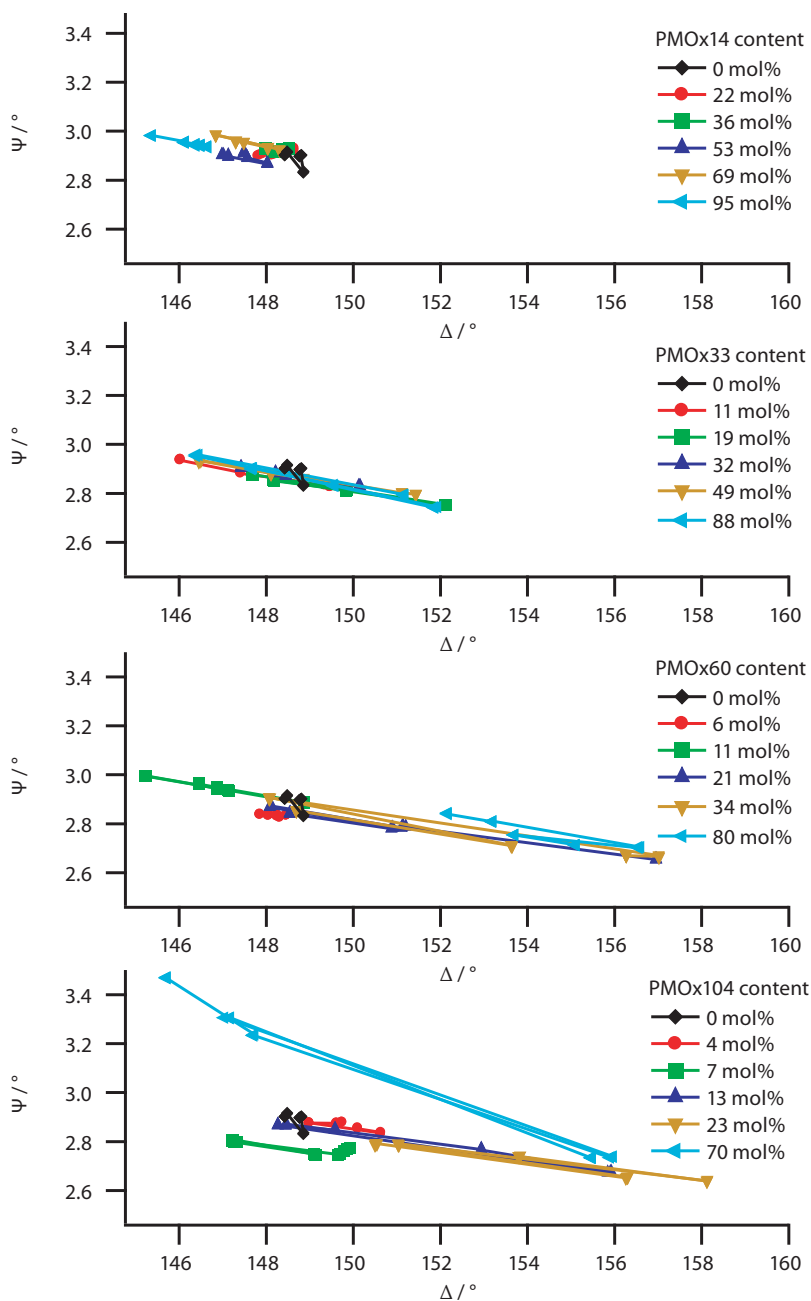 PMOx14 content
0 mol%
22 mol%
36 mol%
53 mol%
69 mol%
95 mol%
3.4
3.2
3.0
2.8
2.6
Ψ / °
146 148 150 152 154 156 158 160
Δ / °
PMOx33 content
0 mol%
11 mol%
19 mol%
32 mol%
49 mol%
88 mol%
3.4
3.2
3.0
2.8
2.6
Ψ / °
146 148 150 152 154 156 158 160
Δ / °
PMOx60 content
0 mol%
6 mol%
11 mol%
21 mol%
34 mol%
80 mol%
3.4
3.2
3.0
2.8
2.6
Ψ / °
146 148 150 152 154 156 158 160
Δ / °
PMOx104 content
0 mol%
4 mol%
7 mol%
13 mol%
23 mol%
70 mol%
3.4
3.2
3.0
2.8
2.6
Ψ / °
146 148 150 152 154 156 158 160
Δ / °